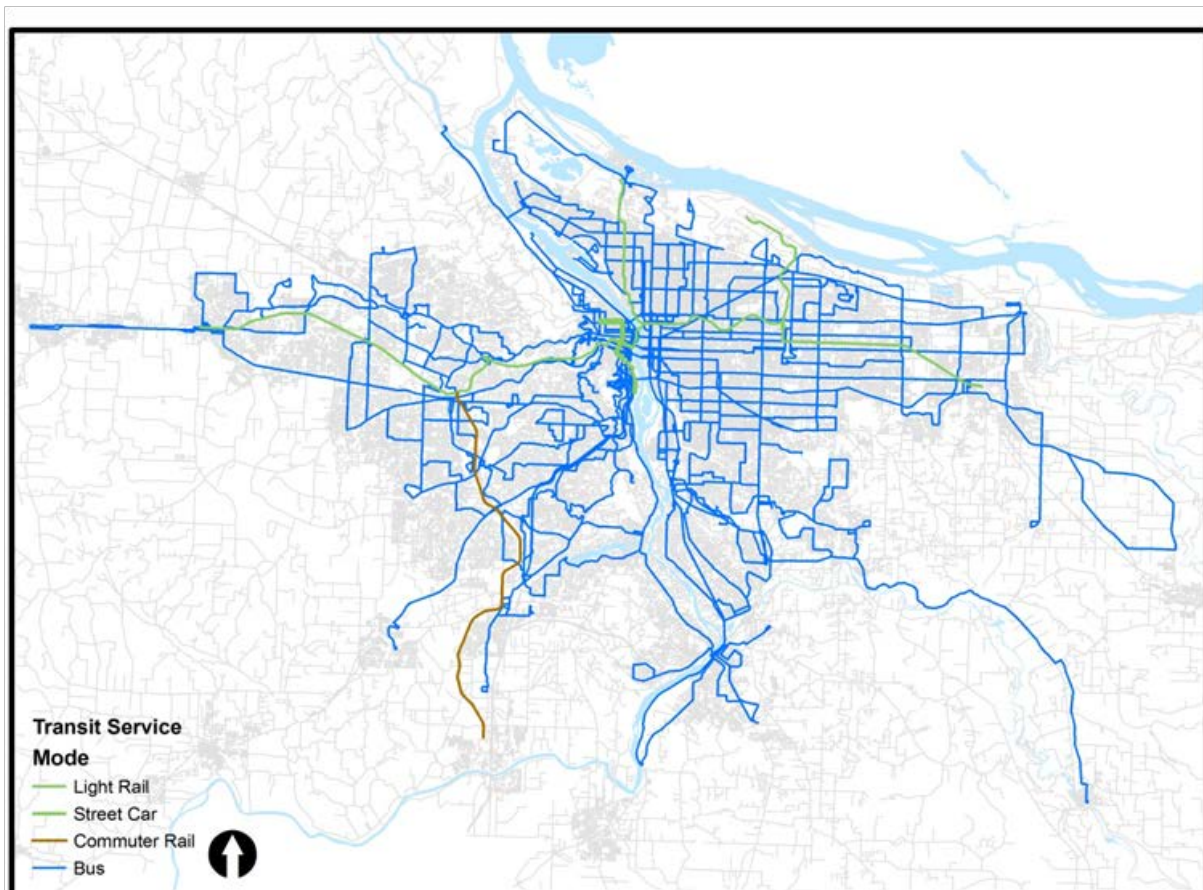 Transit Service
Mode
Light Rail
Street Car
Commuter Rail
Bus